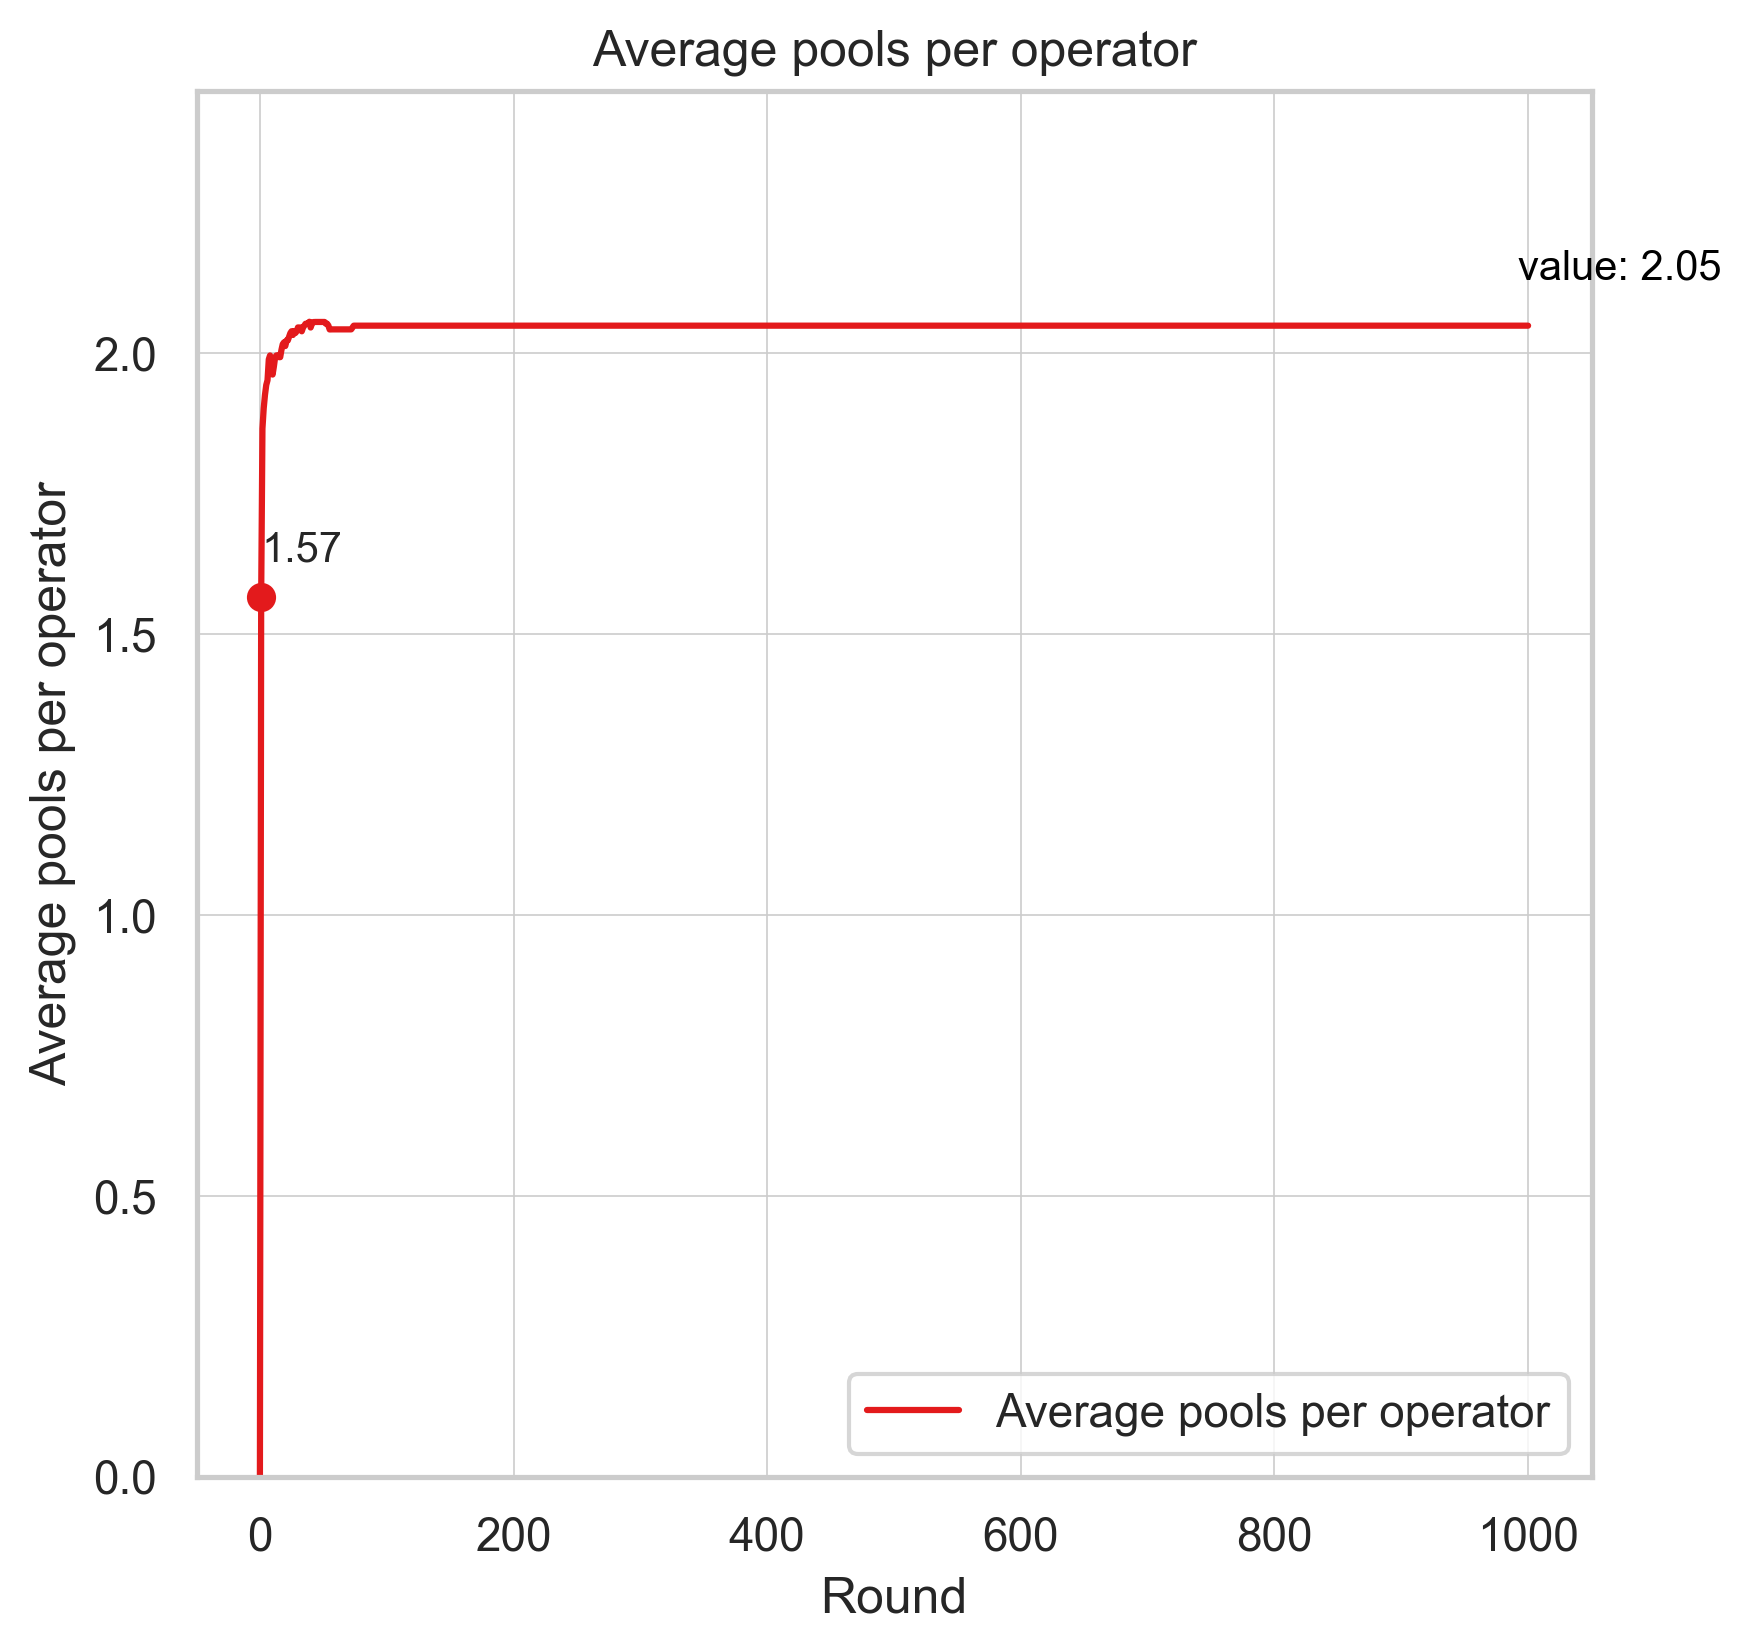 Average pools per operator
value: 2.05
2.0
1.57
Average pools per operator
1.5
1.0
0.5
Average pools per operator
0.0
0 200 400 600 800 1000
Round